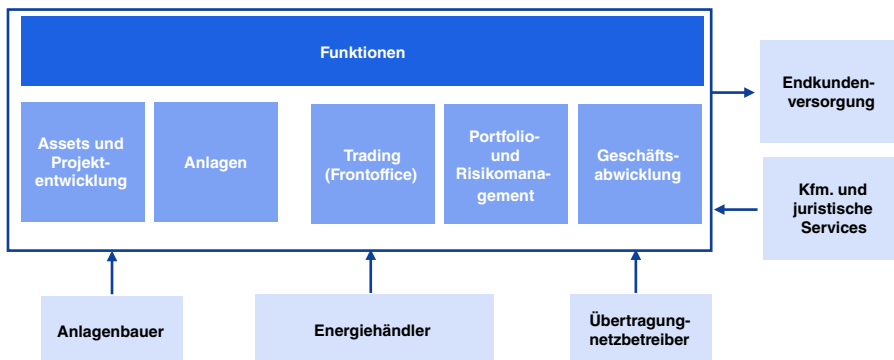 Funktionen
Assets und
Projekt-
entwicklung
Anlagen
Trading
(Frontoffice)
Portfolio-
und
Risikomana-
gement
Geschäfts-
abwicklung
Endkunden-
versorgung
Kfm. und
juristische
Services
Anlagenbauer
Energiehändler
Übertragung-
netzbetreiber